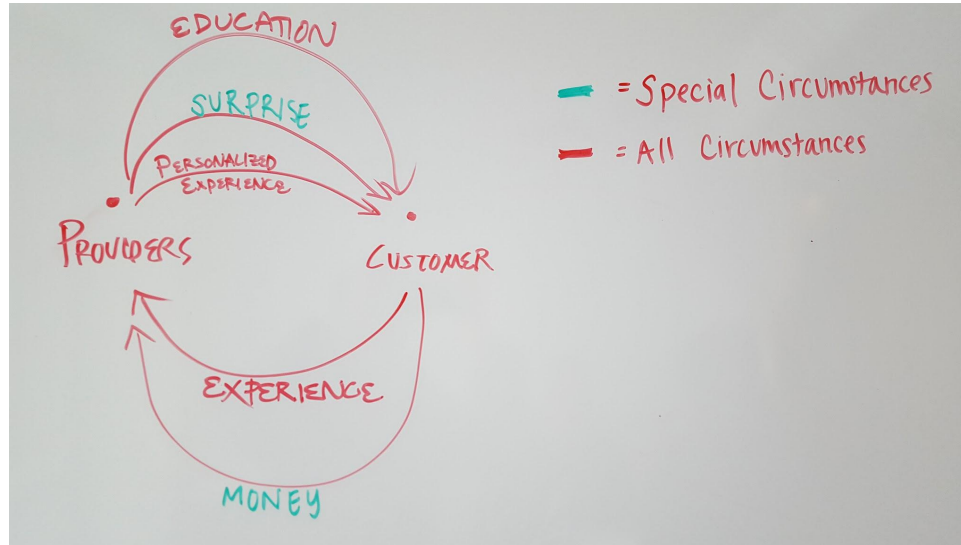 EDUCATION
SURPRISE
PERSONALIZED
EXPERIENCE
PROVIDERS
CUSTOMER
EXPERIENCE
MONEY
= Special Circumstances
= All Circumstances